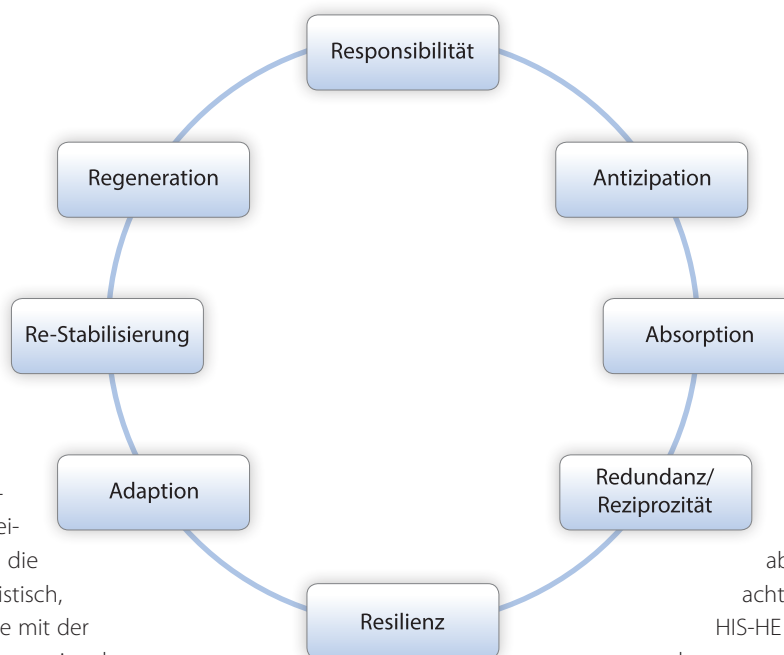 Responsibilität
Regeneration
Antizipation
Re-Stabilisierung
Absorption
Adaption
Redundanz/
Reziprozität
Resilienz
die
istisch,
e mit der
ab
acht
HIS-HE